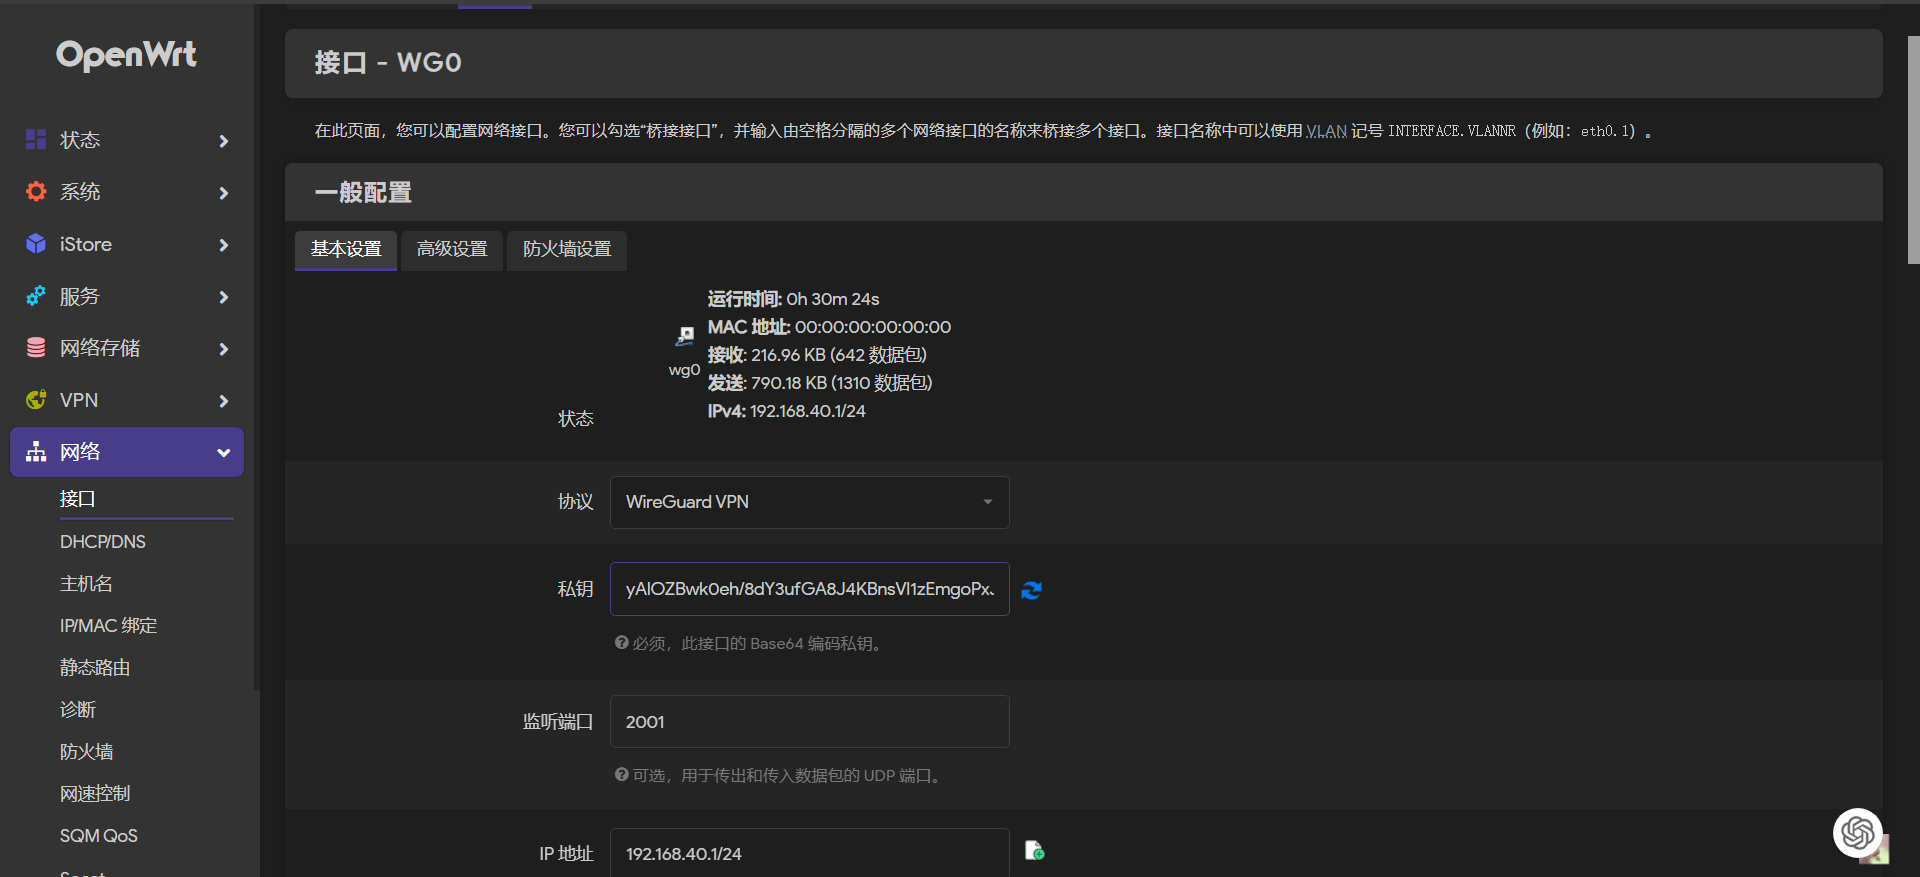 OpenWrt
状态
系统
iStore
服务
网络存储
VPN
网络
接口
DHCP/DNS
主机名
IP/MAC 绑定
静态路由
诊断
防火墙
网速控制
SQM QoS
接口 - WG0
在此页面，您可以配置网络接口。您可以勾选“桥接接口”，并输入由空格分隔的多个网络接口的名称来桥接多个接口。接口名称中可以使用 VLAN 记号 INTERFACE.VLANNR（例如：eth0.1）。
一般配置
基本设置 高级设置 防火墙设置
状态
wg0
运行时间: 0h 30m 24s
MAC 地址: 00:00:00:00:00:00
接收: 216.96 KB (642 数据包)
发送: 790.18 KB (1310 数据包)
IPv4: 192.168.40.1/24
协议 WireGuard VPN
私钥 yAlOZBwk0eh/8dY3ufGA8J4KBnsVl1zEmgoPx
必须，此接口的 Base64 编码私钥。
监听端口 2001
可选，用于传出和传入数据包的 UDP 端口。
IP 地址 192.168.40.1/24